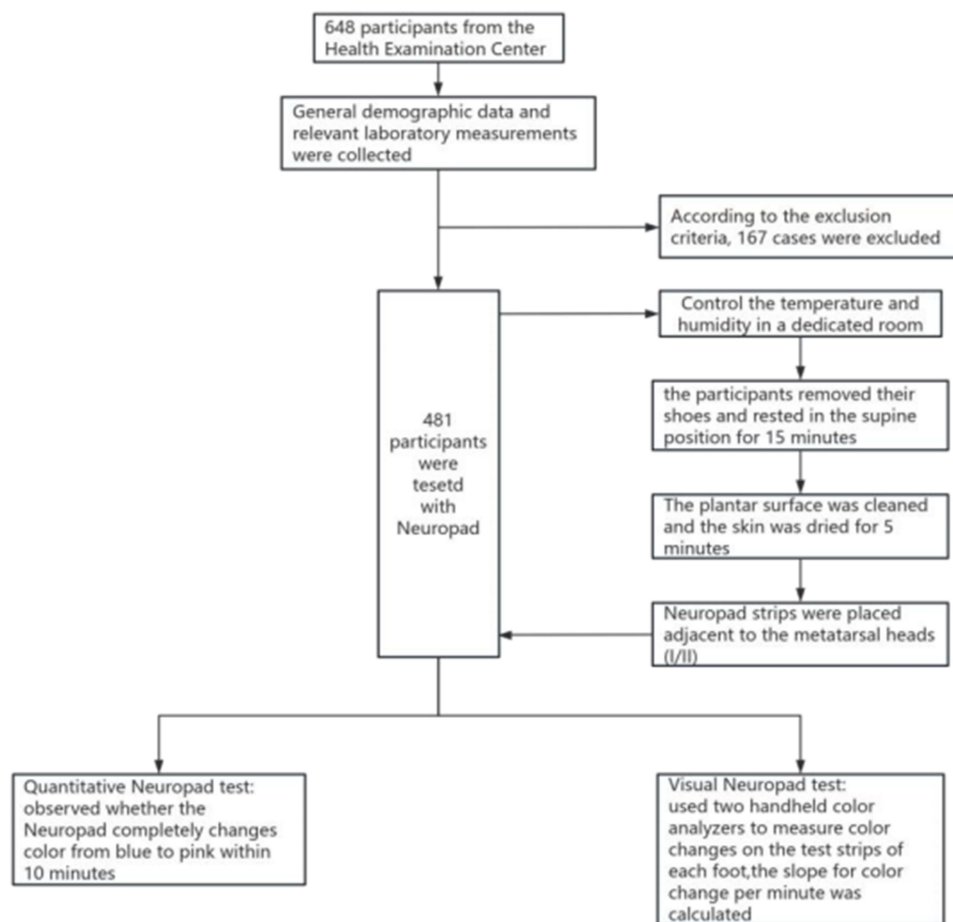 648 participants from the
Health Examination Center
General demographic data and
relevant laboratory measurements
were collected
According to the exclusion
criteria, 167 cases were excluded
481
participants
were
tesetd
with
Neuropad
Control the temperature and
humidity in a dedicated room
the participants removed their
shoes and rested in the supine
position for 15 minutes
The plantar surface was cleaned
and the skin was dried for 5
minutes
Neuropad strips were placed
adjacent to the metatarsal heads
(I/II)
Quantitative Neuropad test:
observed whether the
Neuropad completely changes
color from blue to pink within
10 minutes
Visual Neuropad test:
used two handheld color
analyzers to measure color
changes on the test strips of
each foot,the slope for color
change per minute was
calculated